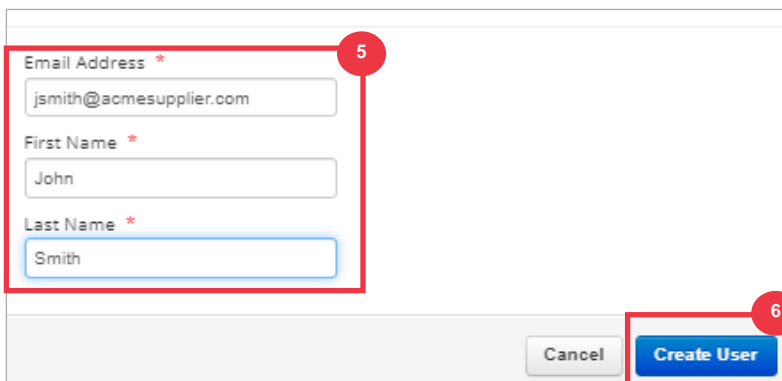 5
Email Address *
jsmith@acmesupplier.com
First Name *
John
Last Name *
Smith
6
Cancel Create User